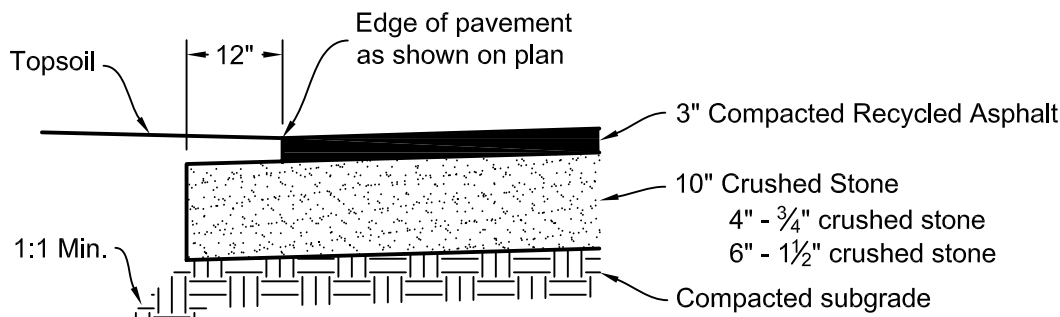 Edge of pavement
as shown on plan
12"
Topsoil
3" Compacted Recycled Asphalt
10" Crushed Stone
4" - ¾" crushed stone
6" - 1½" crushed stone
1:1 Min.
Compacted subgrade